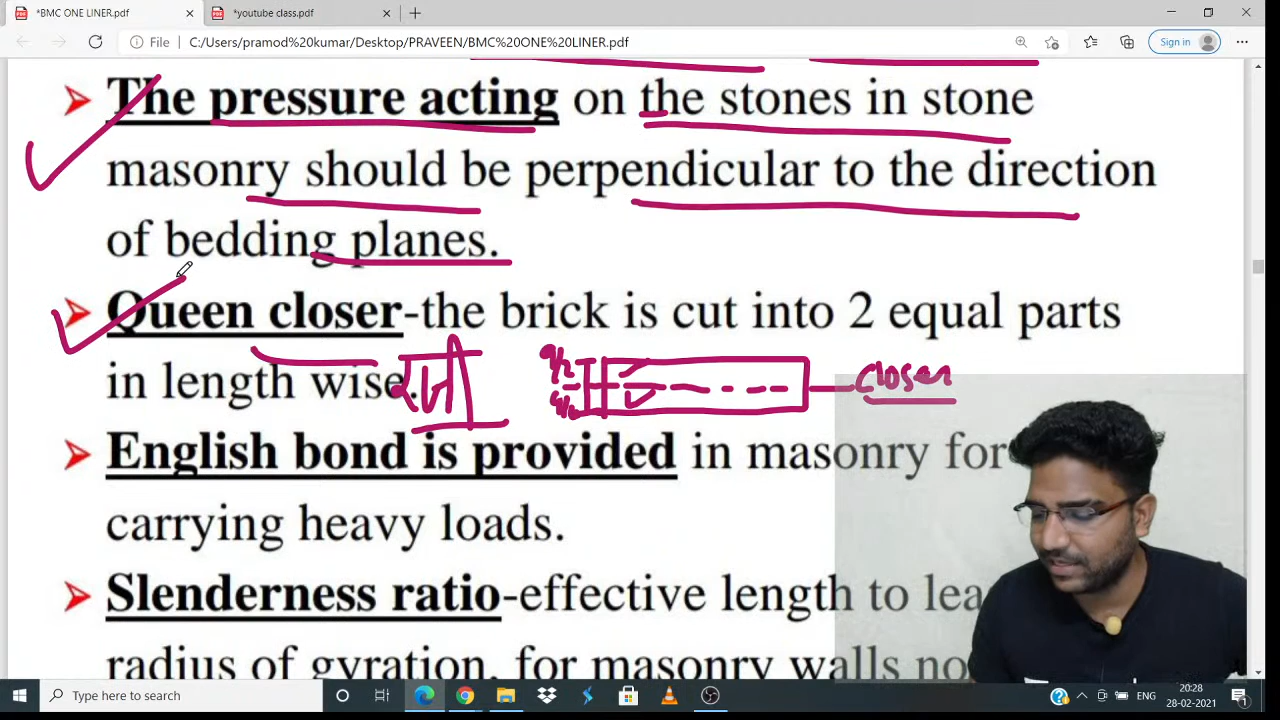 *BMC ONE LINER.pdf
*youtube class.pdf
File C:/Users/pramod%20kumar/Desktop/PRAVEEN/BMC%20ONE%20LINER.pdf Sign in
The pressure acting on the stones in stone
masonry should be perpendicular to the direction
of bedding planes.
Queen closer-the brick is cut into 2 equal parts
in length wise.
9/2
9/2
closer
English bond is provided in masonry for
carrying heavy loads.
Slenderness ratio-effective length to lea
radius of gyration, for masonry walls no
Type here to search
ENG
20:28
28-02-2021